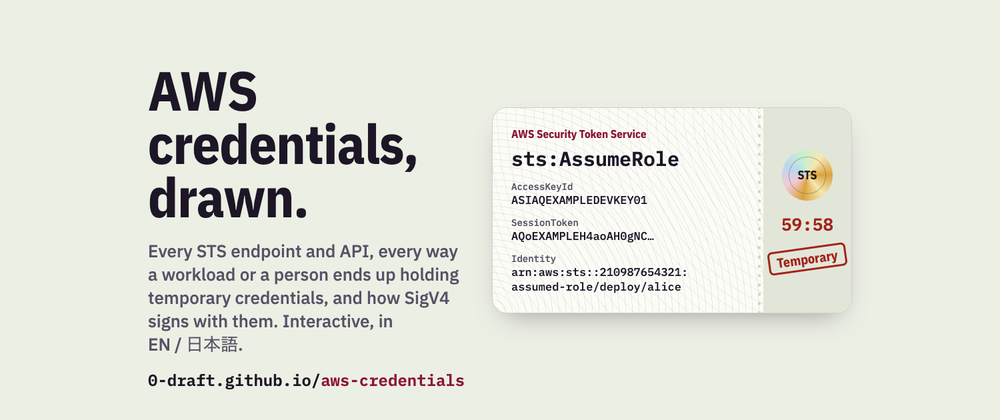 AWS
credentials,
drawn.
Every STS endpoint and API, every way
a workload or a person ends up holding
temporary credentials, and how SigV4
signs with them. Interactive, in
EN / 日本語.
0-draft.github.io/aws-credentials
AWS Security Token Service
sts:AssumeRole
AccessKeyId
ASIAQEXAMPLEDEVKEY01
SessionToken
AQoEXAMPLEH4aoAH0gNC…
Identity
arn:aws:sts::210987654321:
assumed-role/deploy/alice
STS
59:58
Temporary